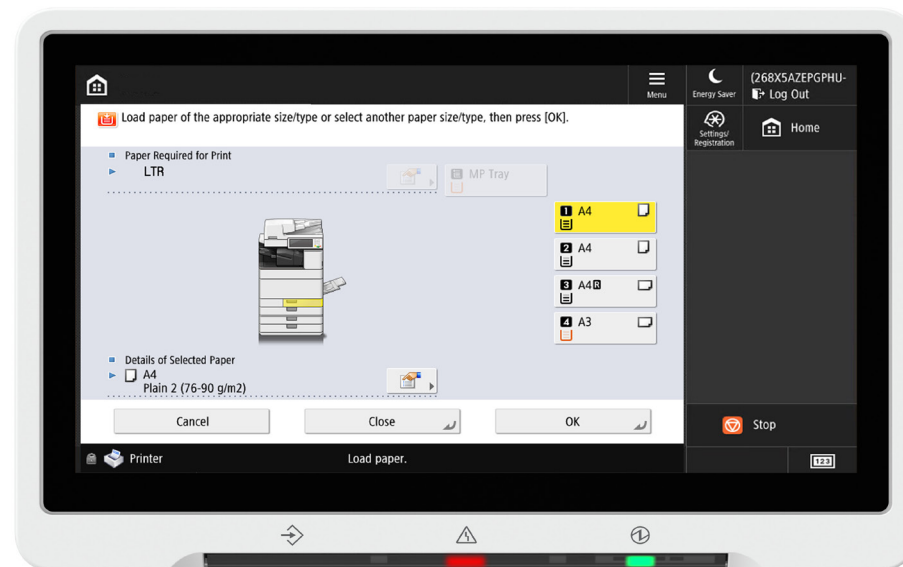 Menu
Energy Saver
(268X5AZEPGPHU-
Log Out
Load paper of the appropriate size/type or select another paper size/type, then press [OK].
Settings/
Registration
Home
Paper Required for Print
LTR
MP Tray
1 A4
2 A4
3 A4R
4 A3
Details of Selected Paper
A4
Plain 2 (76-90 g/m2)
Cancel
Close
OK
Stop
Printer
Load paper.
123